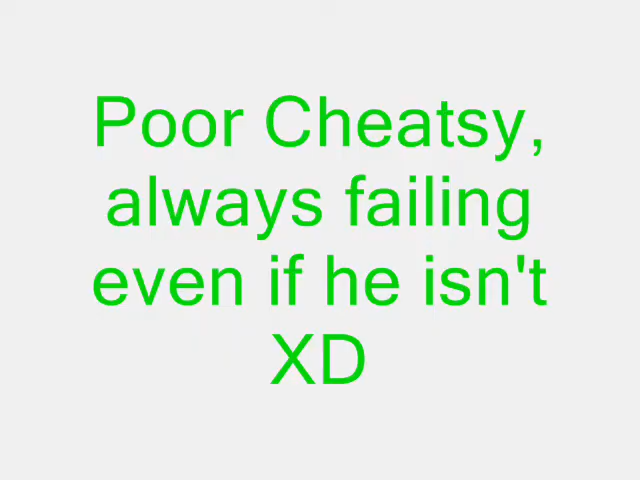 Poor Cheatsy,
always failing
even if he isn't
XD